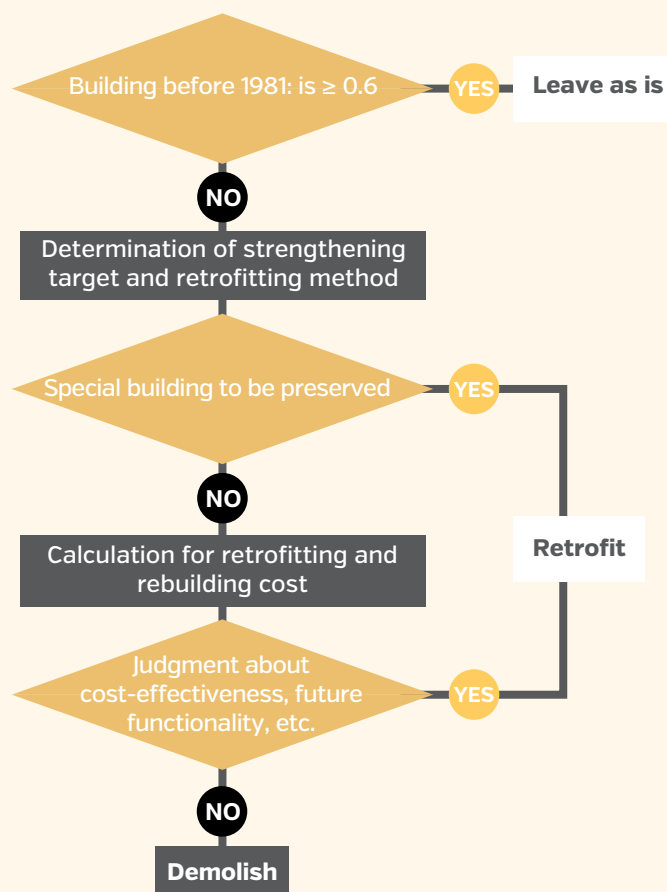 Building before 1981: is ≥ 0.6
YES
Leave as is
NO
Determination of strengthening
target and retrofitting method
Special building to be preserved
YES
NO
Retrofit
Calculation for retrofitting and
rebuilding cost
Judgment about
cost-effectiveness, future
functionality, etc.
YES
NO
Demolish